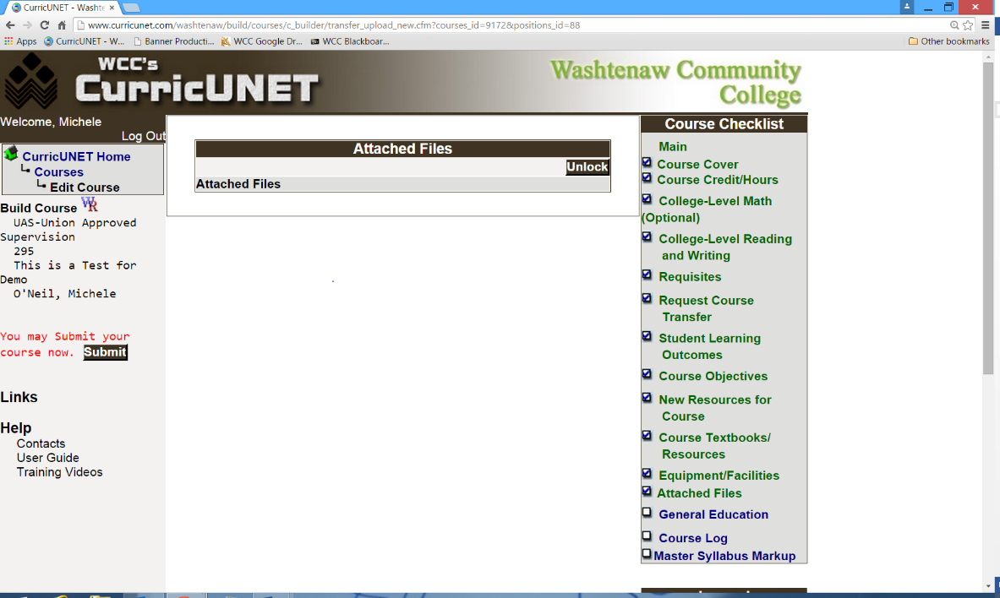 CurricUNET - Washte
www.curricunet.com/washtenaw/build/courses/c_builder/transfer_upload_new.cfm?courses_id=9172&positions_id=88
Apps CurricUNET - W... Banner Producti... WCC Google Dr... WCC Blackboar... Other bookmarks
WCC's
CurricUNET
Washtenaw Community
College
Welcome, Michele
Log Out
CurricUNET Home
Courses
Edit Course
Build Course WR
UAS-Union Approved
Supervision
295
This is a Test for
Demo
O'Neil, Michele
You may Submit your
course now. Submit
Links
Help
Contacts
User Guide
Training Videos
Attached Files
Unlock
Attached Files
Course Checklist
Main
Course Cover
Course Credit/Hours
College-Level Math
(Optional)
College-Level Reading
and Writing
Requisites
Request Course
Transfer
Student Learning
Outcomes
Course Objectives
New Resources for
Course
Course Textbooks/
Resources
Equipment/Facilities
Attached Files
General Education
Course Log
Master Syllabus Markup